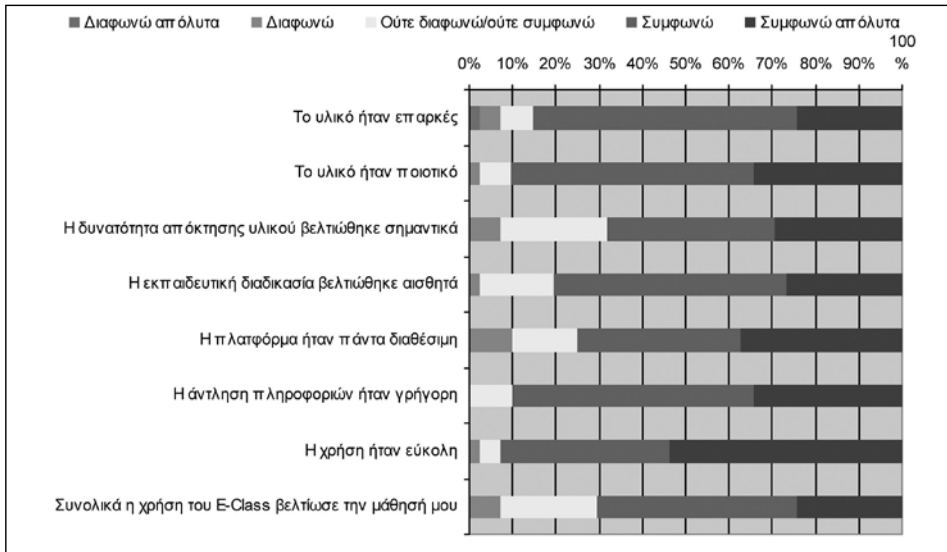 Διαφωνώ απόλυτα Διαφωνώ Ούτε διαφωνώ/ούτε συμφωνώ Συμφωνώ Συμφωνώ απόλυτα
100
0% 10% 20% 30% 40% 50% 60% 70% 80% 90% %
Το υλικό ήταν επαρκές
Το υλικό ήταν ποιοτικό
Η δυνατότητα απόκτησης υλικού βελτιώθηκε σημαντικά
Η εκπαιδευτική διαδικασία βελτιώθηκε αισθητά
Η πλατφόρμα ήταν πάντα διαθέσιμη
Η άντληση πληροφοριών ήταν γρήγορη
Η χρήση ήταν εύκολη
Συνολικά η χρήση του E-Class βελτίωσε την μάθησή μου